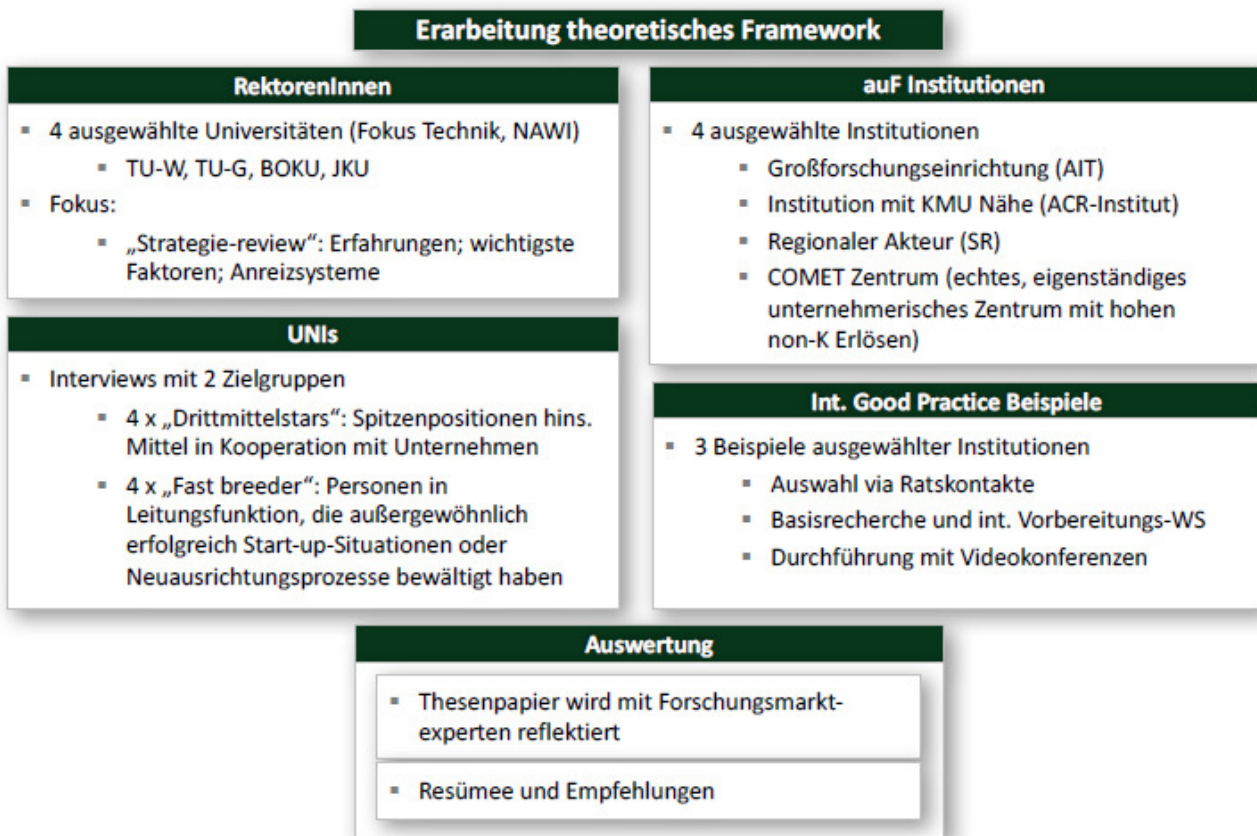 Erarbeitung theoretisches Framework
RektorenInnen
▪ 4 ausgewählte Universitäten (Fokus Technik, NAWI)
▪ TU-W, TU-G, BOKU, JKU
▪ Fokus:
▪ „Strategie-review“: Erfahrungen; wichtigste
Faktoren; Anreizsysteme
UNIs
▪ Interviews mit 2 Zielgruppen
▪ 4 x „Drittmittelstars“: Spitzenpositionen hins.
Mittel in Kooperation mit Unternehmen
▪ 4 x „Fast breeder“: Personen in
Leitungsfunktion, die außergewöhnlich
erfolgreich Start-up-Situationen oder
Neuausrichtungsprozesse bewältigt haben
auF Institutionen
▪ 4 ausgewählte Institutionen
▪ Großforschungseinrichtung (AIT)
▪ Institution mit KMU Nähe (ACR-Institut)
▪ Regionaler Akteur (SR)
▪ COMET Zentrum (echtes, eigenständiges
unternehmerisches Zentrum mit hohen
non-K Erlösen)
Int. Good Practice Beispiele
▪ 3 Beispiele ausgewählter Institutionen
▪ Auswahl via Ratskontakte
▪ Basisrecherche und int. Vorbereitungs-WS
▪ Durchführung mit Videokonferenzen
Auswertung
▪ Thesenpapier wird mit Forschungsmarkt-
experten reflektiert
▪ Resümee und Empfehlungen